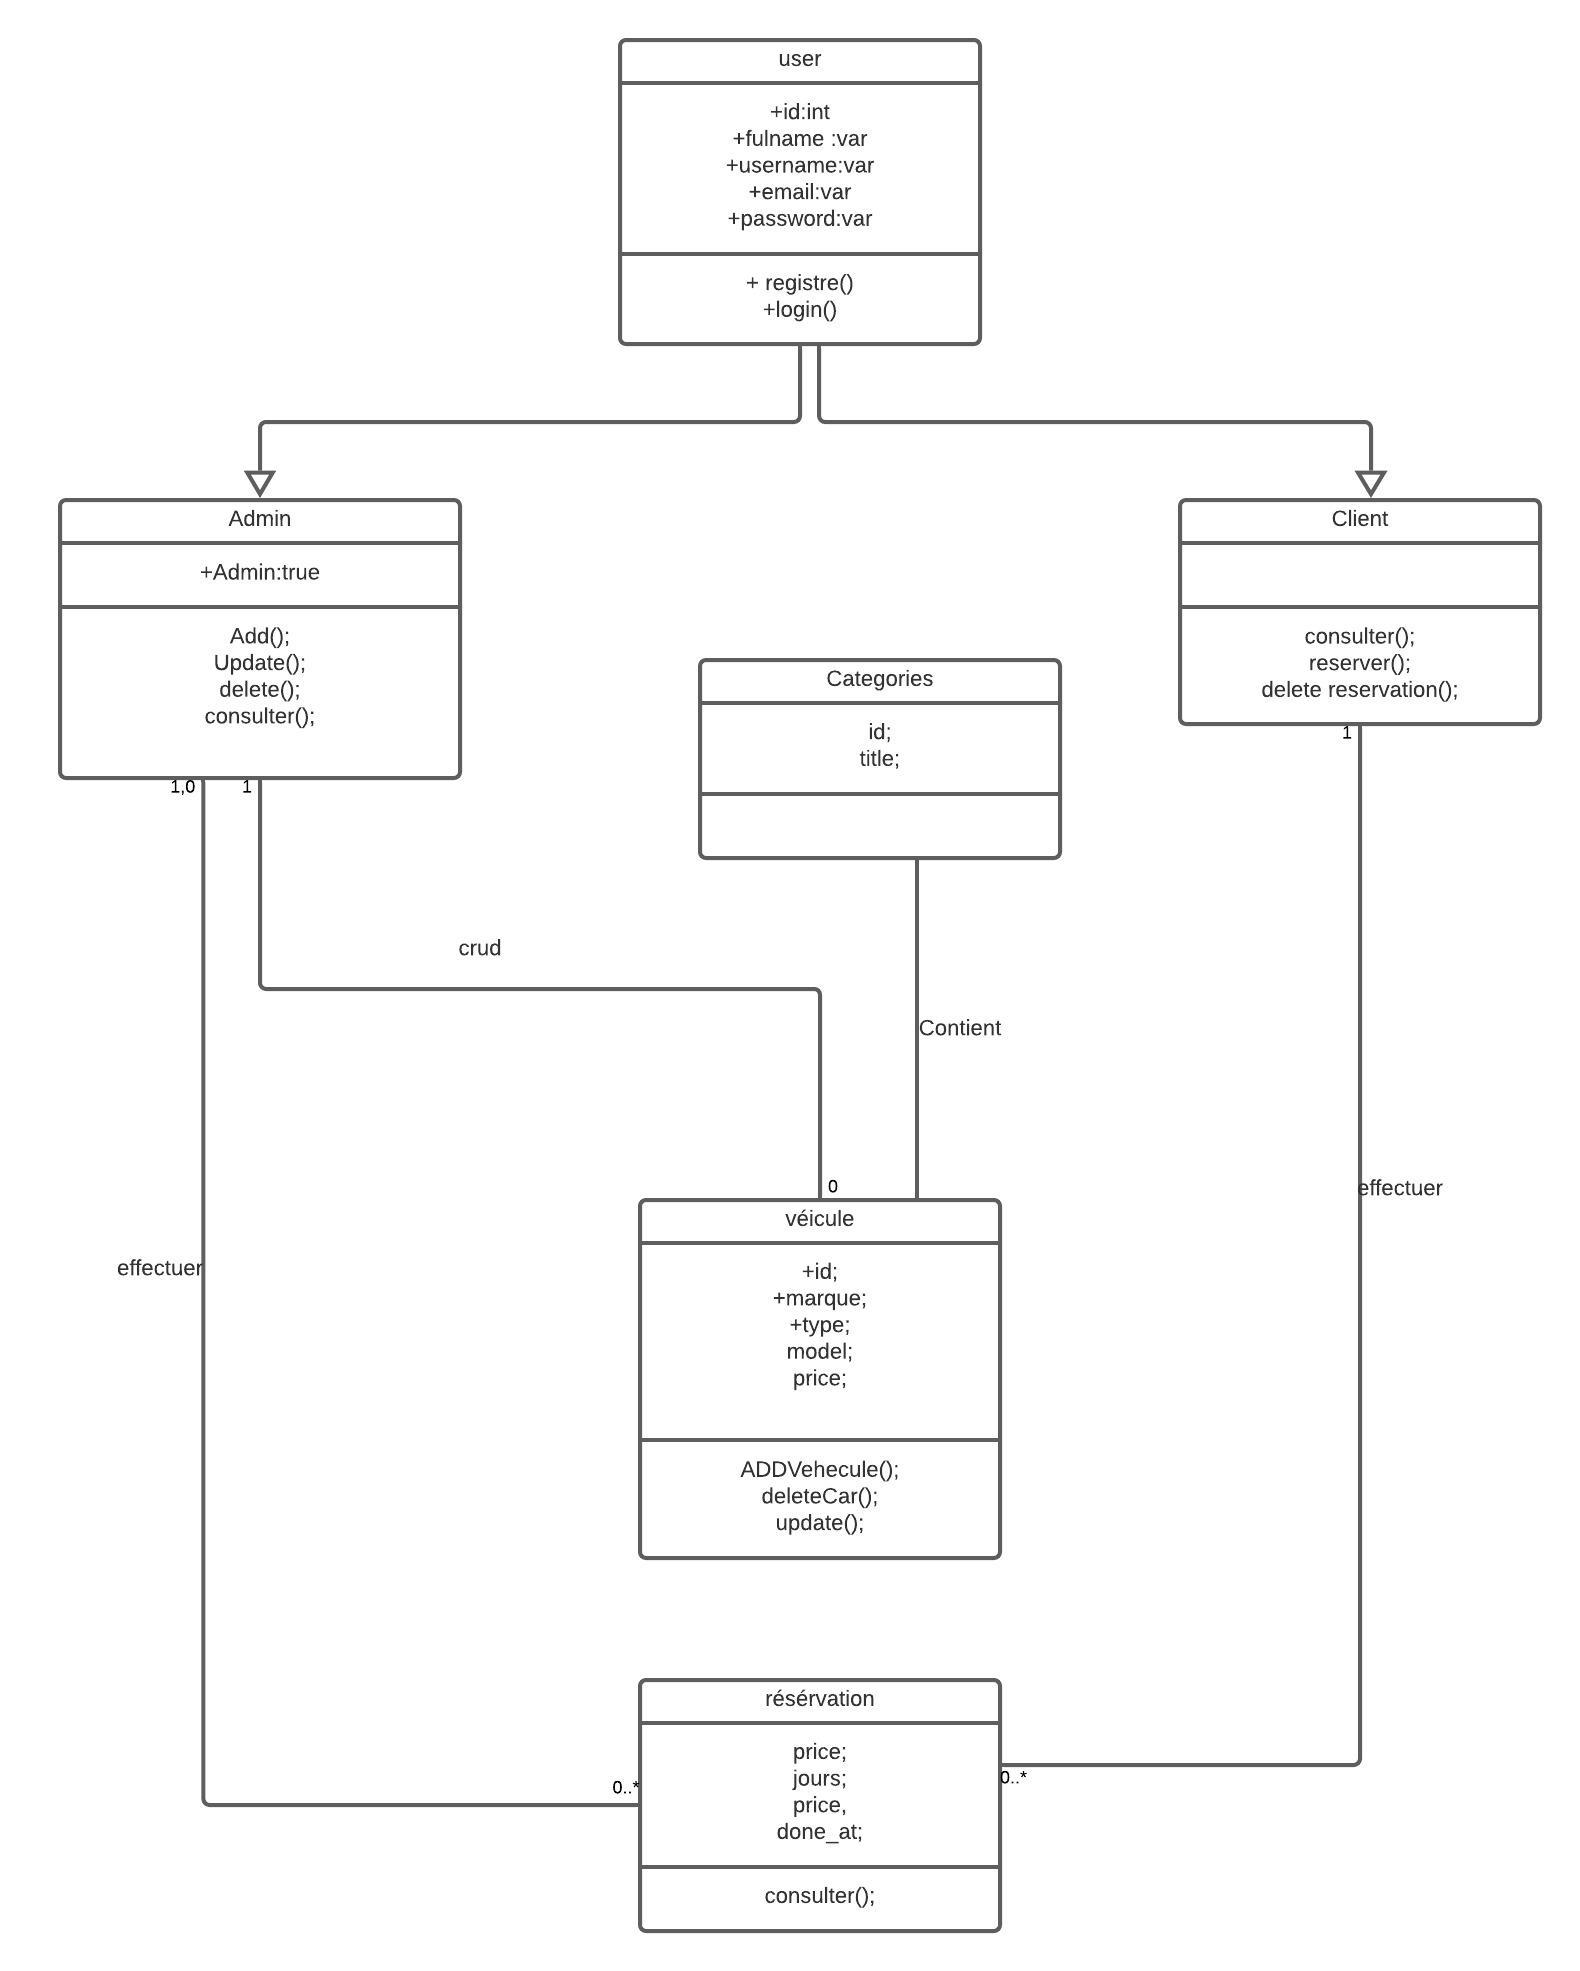 user
+id:int
+fulname :var
+username:var
+email:var
+password:var
+ registre()
+login()
Admin
+Admin:true
Add();
Update();
delete();
consulter();
Client
consulter();
reserver();
delete reservation();
Categories
id;
title;
1
1,0
1
crud
Contient
0
effectuer
effectuer
véicule
+id;
+marque;
+type;
model;
price;
ADDVehecule();
deleteCar();
update();
résérvation
price;
jours;
price,
done_at;
consulter();
0..*
0..*